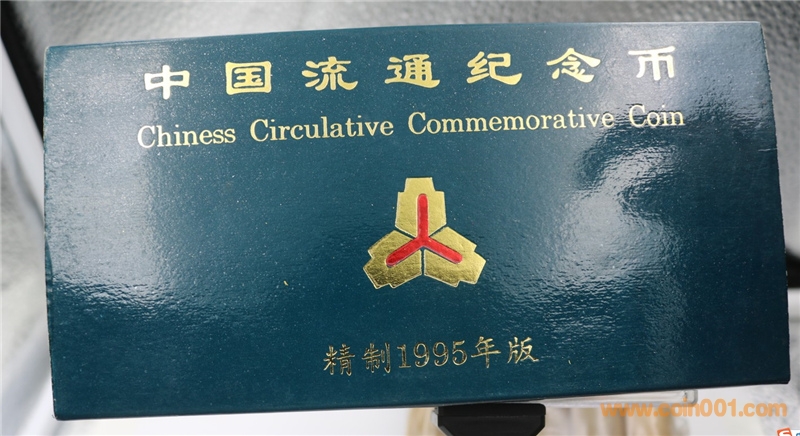 中国流通纪念币
Chiness Circulative Commemorative Coin
精制1995年版
www.coin001.com